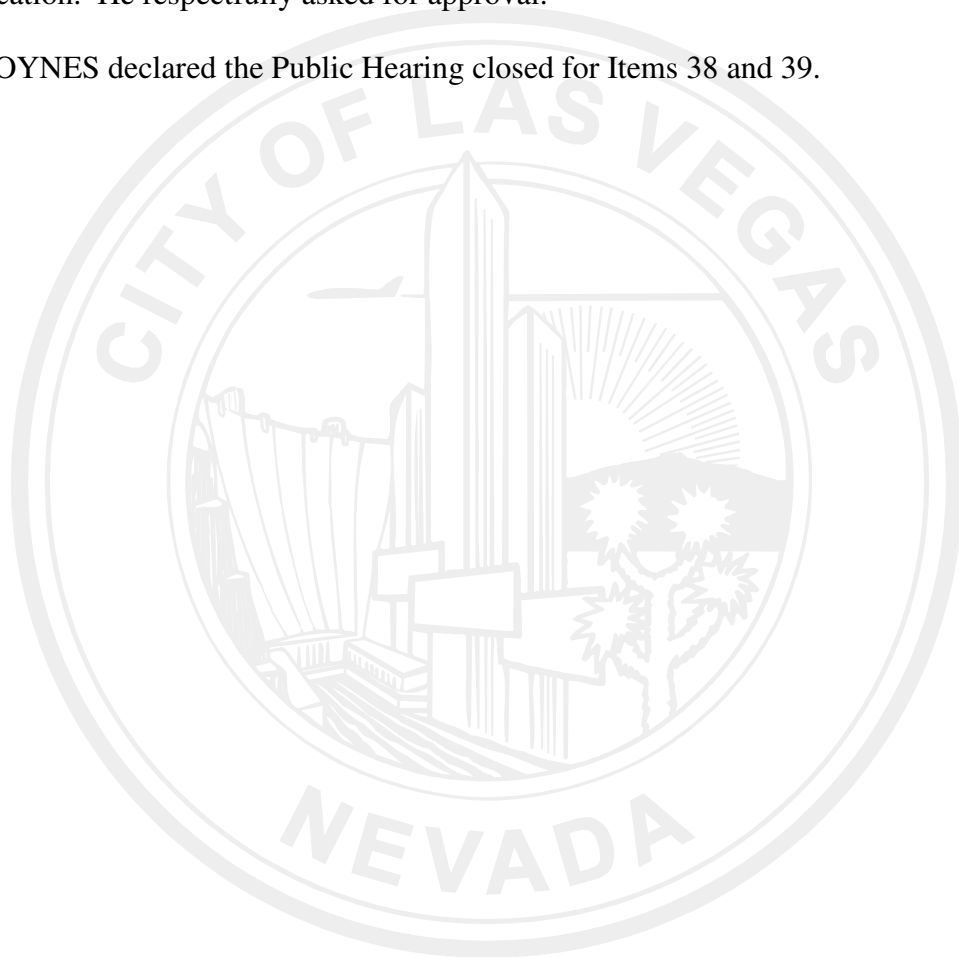 He respectfully asked for approval.
OYNES declared the Public Hearing closed for Items 38 and 39.
CITY OF LAS VEGAS
NEVADA